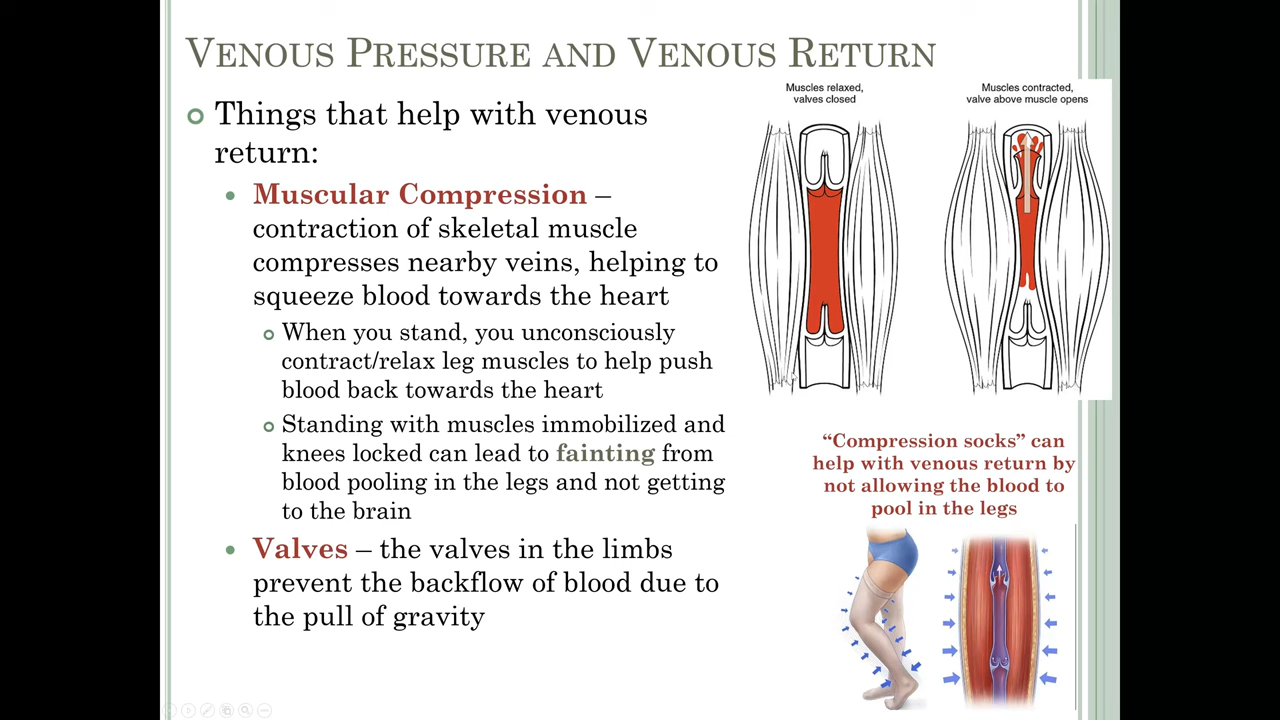 VENOUS PRESSURE AND VENOUS RETURN
Things that help with venous
return:
Muscular Compression –
contraction of skeletal muscle
compresses nearby veins, helping to
squeeze blood towards the heart
When you stand, you unconsciously
contract/relax leg muscles to help push
blood back towards the heart
Standing with muscles immobilized and
knees locked can lead to fainting from
blood pooling in the legs and not getting
to the brain
Valves – the valves in the limbs
prevent the backflow of blood due to
the pull of gravity
Muscles relaxed,
valves closed
Muscles contracted,
valve above muscle opens
“Compression socks” can
help with venous return by
not allowing the blood to
pool in the legs